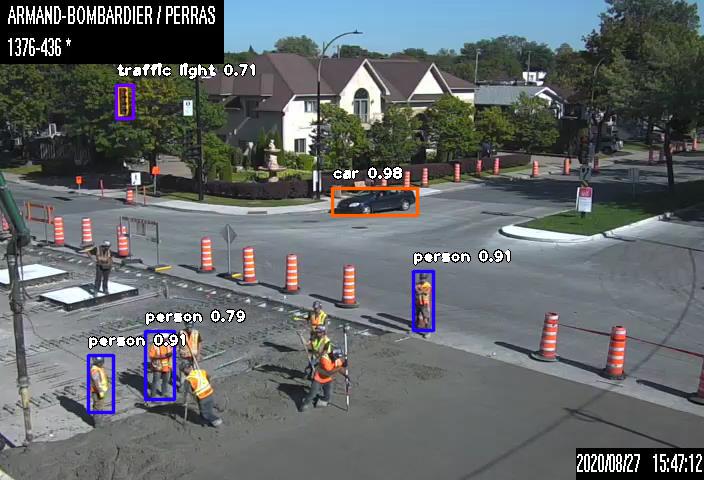 ARMAND-BOMBARDIER / PERRAS
1376-436 *
traffic light 0.71
car 0.98
person 0.91
person 0.79
person 0.91
2020/08/27 15:47:12